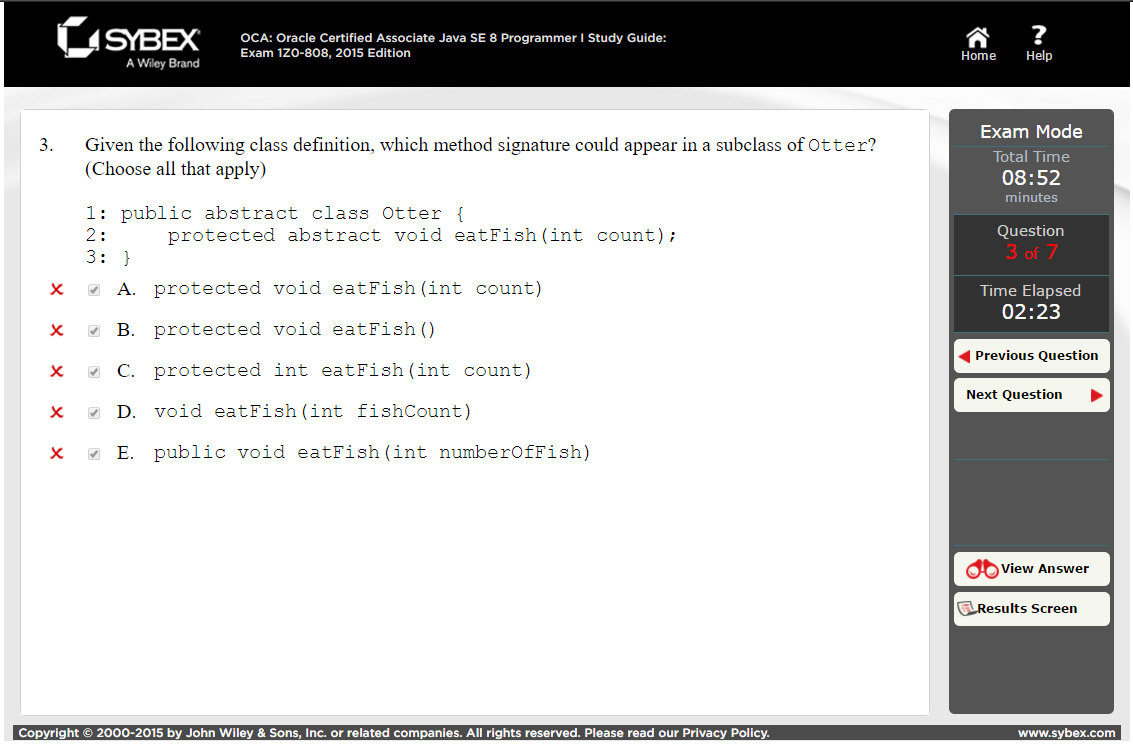 SYBEX
A Wiley Brand
OCA: Oracle Certified Associate Java SE 8 Programmer I Study Guide:
Exam 1Z0-808, 2015 Edition
Home
Help
3. Given the following class definition, which method signature could appear in a subclass of Otter?
(Choose all that apply)
1: public abstract class Otter {
2:     protected abstract void eatFish(int count);
3: }
A. protected void eatFish(int count)
B. protected void eatFish()
C. protected int eatFish(int count)
D. void eatFish(int fishCount)
E. public void eatFish(int numberOfFish)
Exam Mode
Total Time
08:52
minutes
Question
3 of 7
Time Elapsed
02:23
Previous Question
Next Question
View Answer
Results Screen
Copyright © 2000-2015 by John Wiley & Sons, Inc. or related companies. All rights reserved. Please read our Privacy Policy.
www.sybex.com